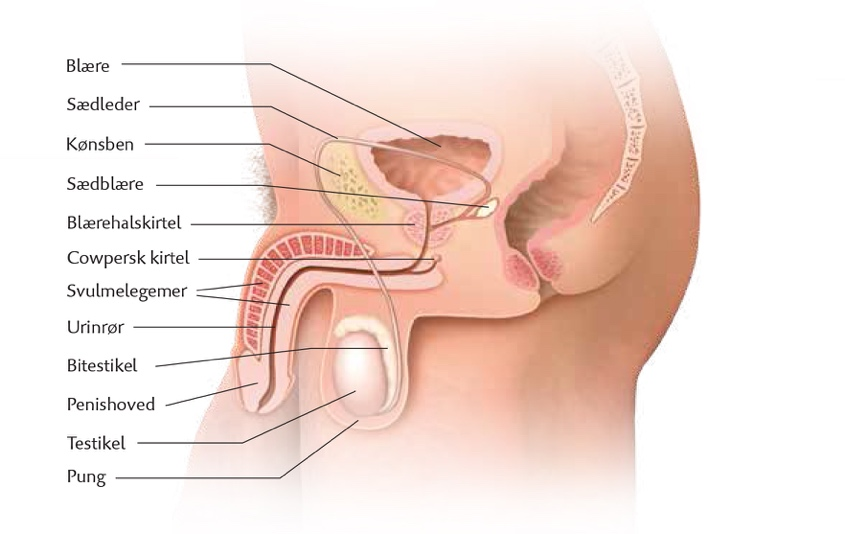 Blære
Sædleder
Kønsben
Sædblære
Blærehalskirtel
Cowpersk kirtel
Svulmelegemer
Urinrør
Bitestikel
Penishoved
Testikel
Pung